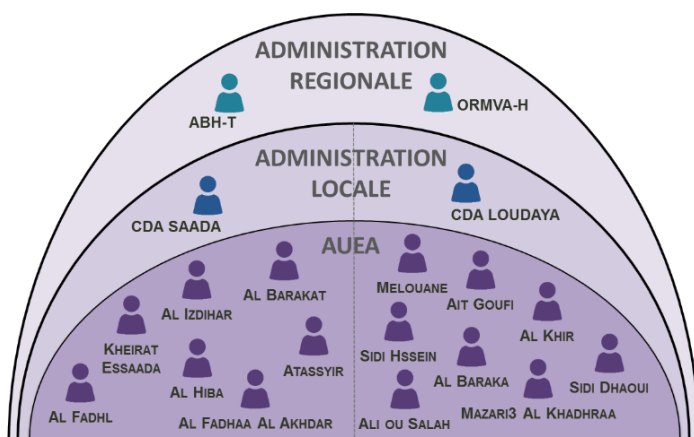 ADMINISTRATION
REGIONALE
ABH-T
ORMVA-H
ADMINISTRATION
LOCALE
CDA SAADA
CDA LOUDAYA
AUEA
AL BARAKAT
MELOUANE
AL IZDIHAR
AIT GOUFI
KHEIRAT
ESSAADA
AL KHIR
SIDI HSSEIN
ATASSYIR
AL HIBA
AL BARAKA
SIDI DHAOUI
AL FADHL
AL FADHAA AL AKHDAR
ALI OU SALAH
MAZARI3 AL KHADHRAA